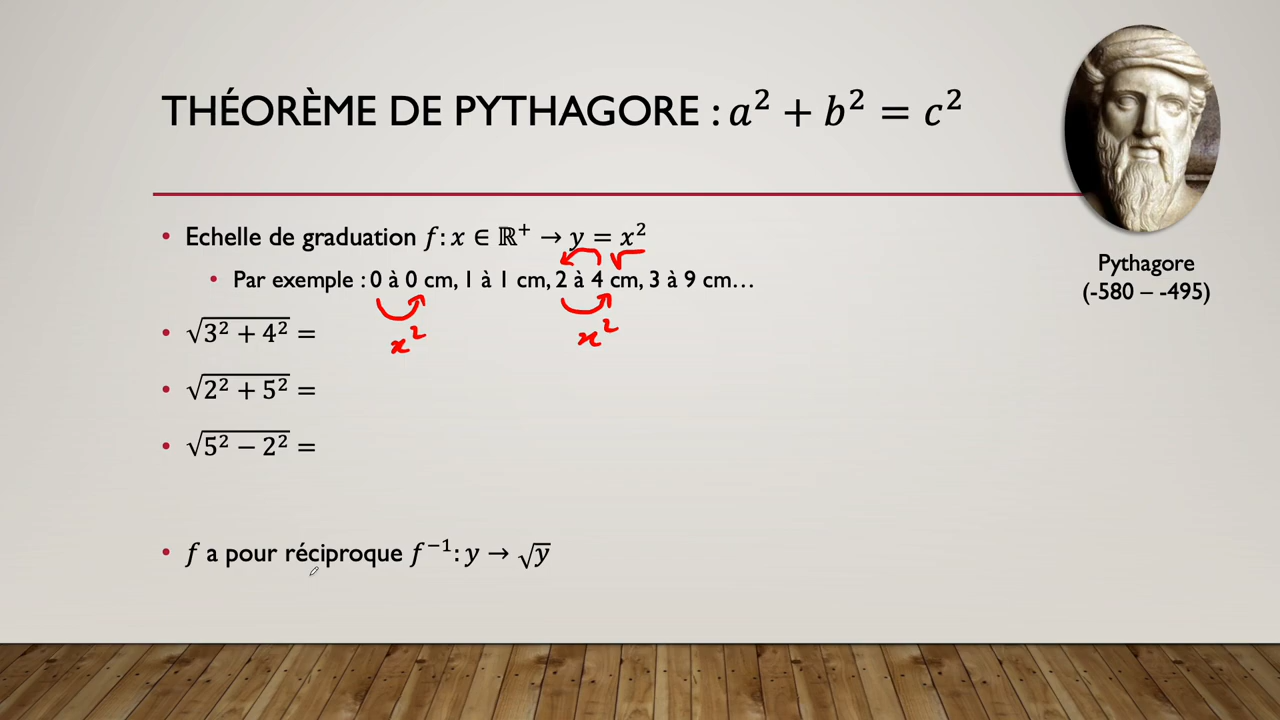 THÉORÈME DE PYTHAGORE : a² + b² = c²
• Echelle de graduation f: x ∈ ℝ⁺ → y = x²
√
• Par exemple : 0 à 0 cm, 1 à 1 cm, 2 à 4 cm, 3 à 9 cm…
x² x²
• √(3² + 4²) =
• √(2² + 5²) =
• √(5² − 2²) =
• f a pour réciproque f⁻¹: y → √y
Pythagore
(-580 – -495)